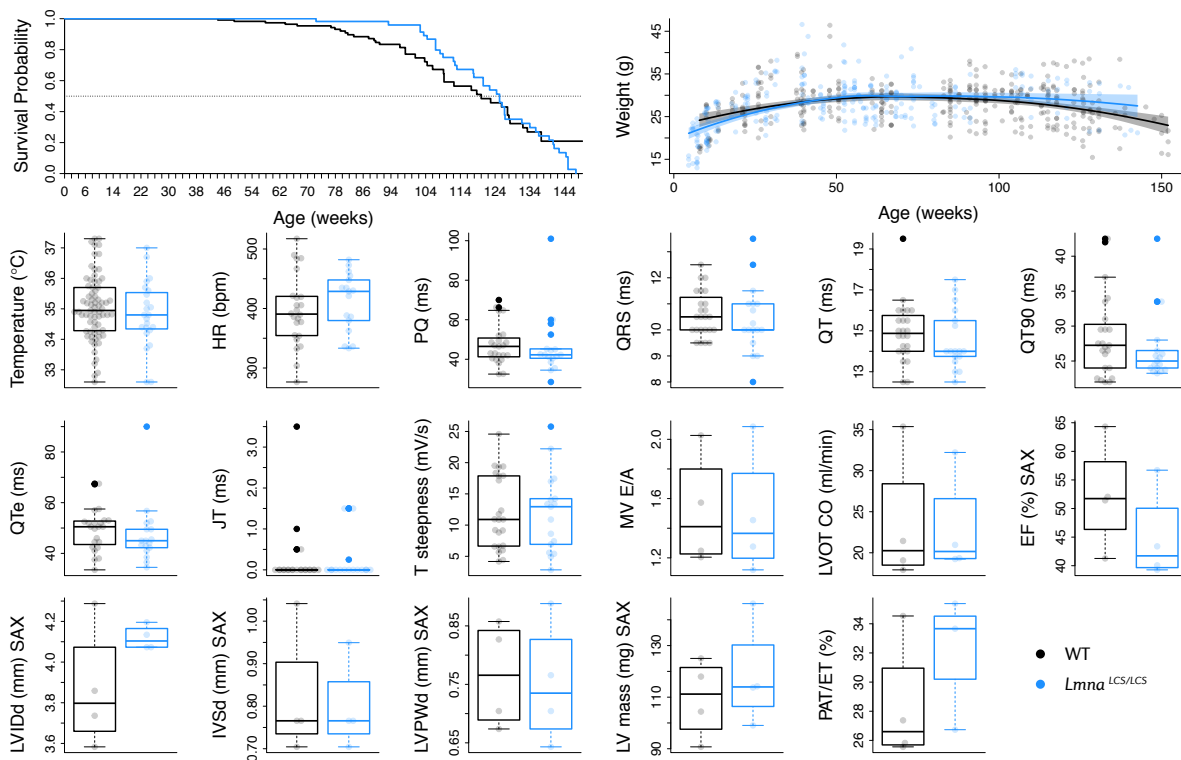 Survival Probability
0.0 0.2 0.4 0.6 0.8 1.0
0 6 14 22 30 38 46 54 62 70 78 86 94 104 114 124 134 144
Age (weeks)
Weight (g)
15 25 35 45
0 50 100 150
Age (weeks)
Temperature (°C)
33 34 35 36 37
HR (bpm)
300 400 500
PQ (ms)
40 60 80 100
QRS (ms)
8 9 10 11 12
QT (ms)
13 15 17 19
QT90 (ms)
25 30 35 40
QTe (ms)
40 60 80
JT (ms)
0.0 1.0 2.0 3.0
T steepness (mV/s)
5 10 15 20 25
MV E/A
1.2 1.6 2.0
LVOT CO (ml/min)
20 25 30 35
EF (%) SAX
40 45 50 55 60 65
LVIDd (mm) SAX
3.6 3.8 4.0 4.2
IVSd (mm) SAX
0.70 0.80 0.90 1.00
LVPWd (mm) SAX
0.65 0.75 0.85
LV mass (mg) SAX
90 110 130
PAT/ET (%)
26 28 30 32 34
WT
Lmna LCS/LCS